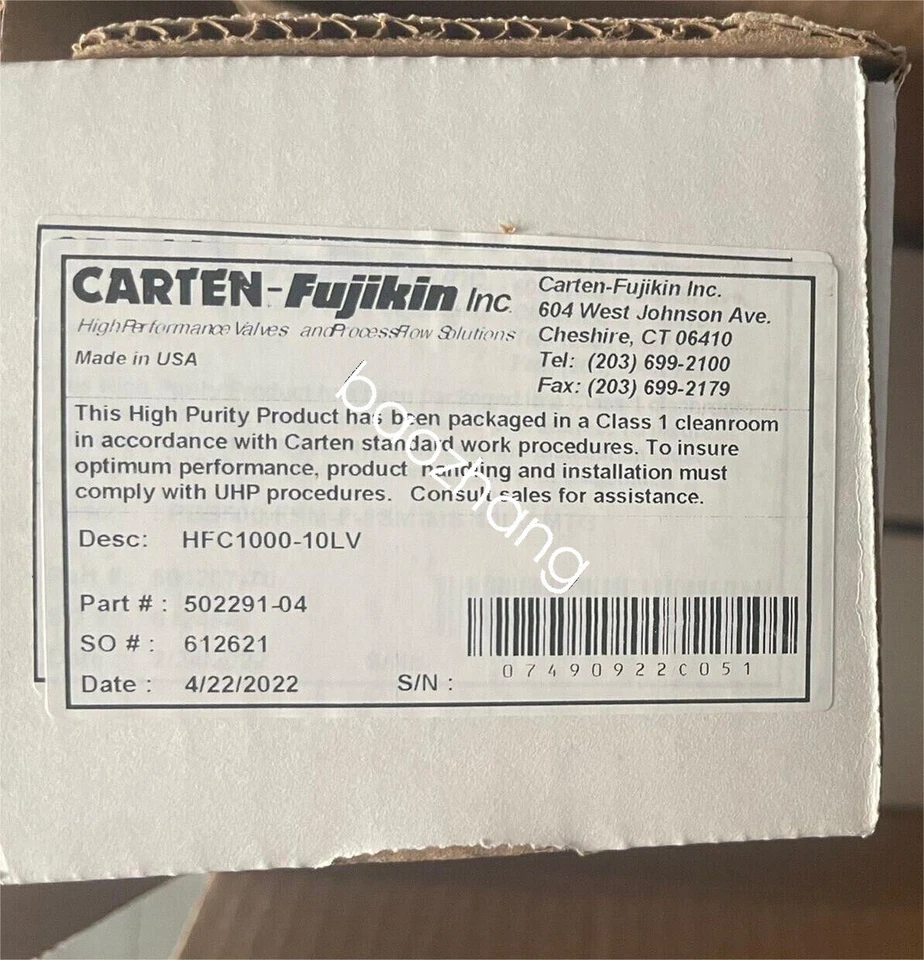 CARTEN-Fujikin Inc.
High Performance Valves and Process Flow Solutions
Made in USA
Carten-Fujikin Inc.
604 West Johnson Ave.
Cheshire, CT 06410
Tel: (203) 699-2100
Fax: (203) 699-2179
This High Purity Product has been packaged in a Class 1 cleanroom
in accordance with Carten standard work procedures. To insure
optimum performance, product handling and installation must
comply with UHP procedures. Consult sales for assistance.
Desc: HFC1000-10LV
Part # : 502291-04
SO # : 612621
Date : 4/22/2022
S/N :
07490922C051
baozhang